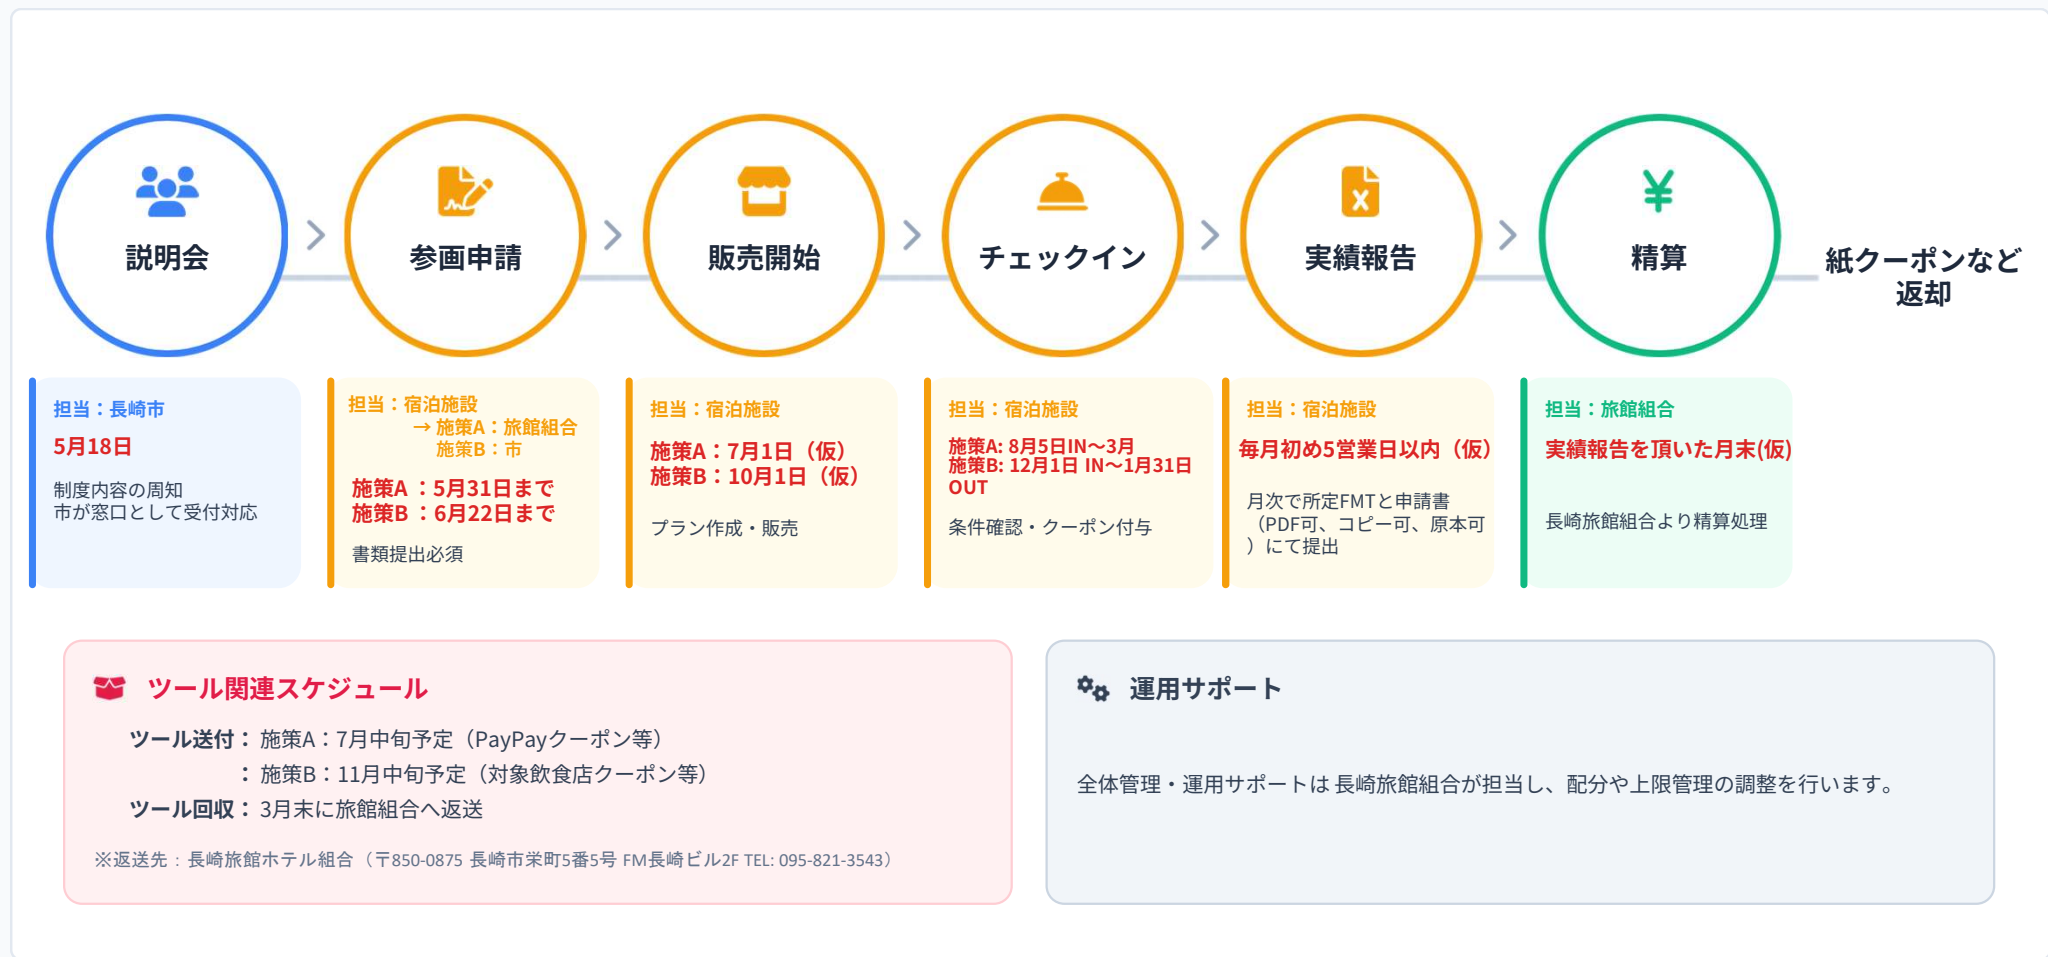 説明会
参画申請
販売開始
チェックイン
実績報告
精算
紙クーポンなど
返却
担当：長崎市
5月18日
制度内容の周知
市が窓口として受付対応
担当：宿泊施設
→ 施策A：旅館組合
施策B：市
施策A ：5月31日まで
施策B ：6月22日まで
書類提出必須
担当：宿泊施設
施策A：7月1日（仮）
施策B：10月1日（仮）
プラン作成・販売
担当：宿泊施設
施策A: 8月5日IN～3月
施策B: 12月1日 IN～1月31日
OUT
条件確認・クーポン付与
担当：宿泊施設
毎月初め5営業日以内（仮）
月次で所定FMTと申請書
（PDF可、コピー可、原本可
）にて提出
担当：旅館組合
実績報告を頂いた月末(仮)
長崎旅館組合より精算処理
ツール関連スケジュール
ツール送付： 施策A：7月中旬予定（PayPayクーポン等）
： 施策B：11月中旬予定（対象飲食店クーポン等）
ツール回収： 3月末に旅館組合へ返送
※返送先：長崎旅館ホテル組合（〒850-0875 長崎市栄町5番5号 FM長崎ビル2F TEL: 095-821-3543）
運用サポート
全体管理・運用サポートは 長崎旅館組合が担当し、配分や上限管理の調整を行います。